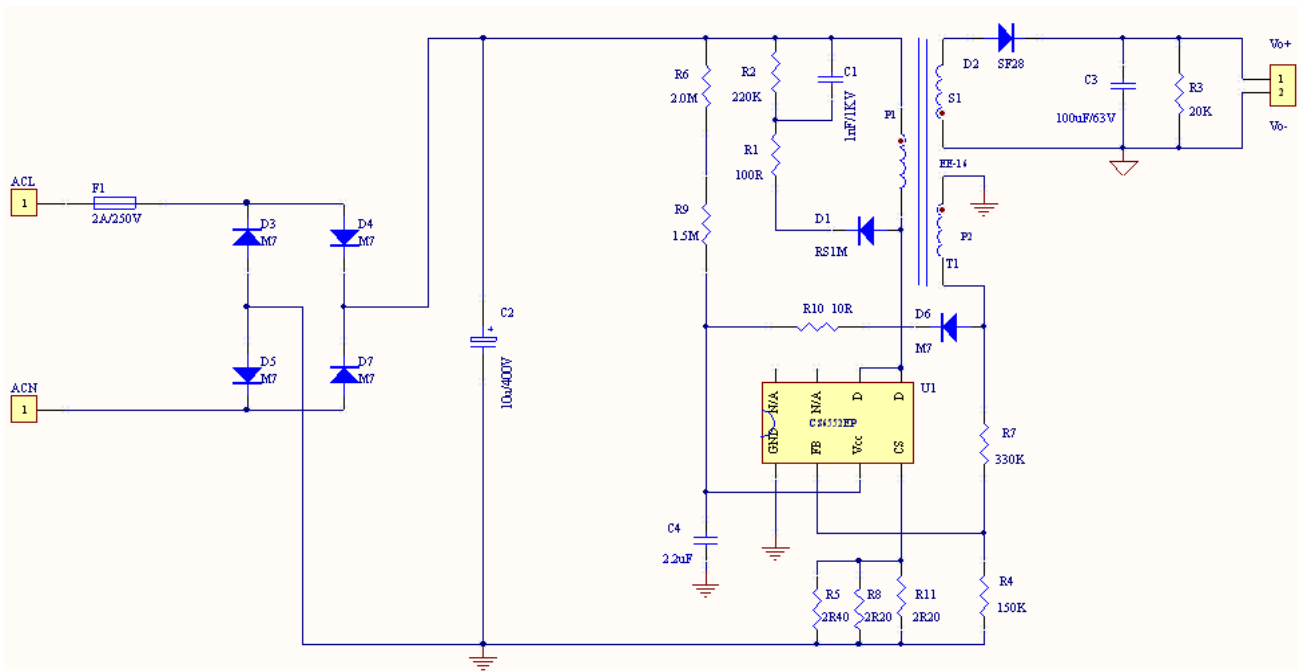 ACL
1
F1
2A/250V
D3
M7
D4
M7
D5
M7
D7
M7
ACN
1
C2
+
10u/400V
R6
2.0M
R2
220K
C1
1nF/1KV
R1
100R
R9
1.5M
D1
RS1M
P1
D2
SF28
S1
EE-16
P2
T1
C3
100uF/63V
R3
20K
Vo+
1
2
Vo-
R10 10R
D6
M7
U1
N/A
N/A
D
D
GND
FB
Vcc
CS
R7
330K
C4
2.2uF
R5
2R40
R8
2R20
R11
2R20
R4
150K